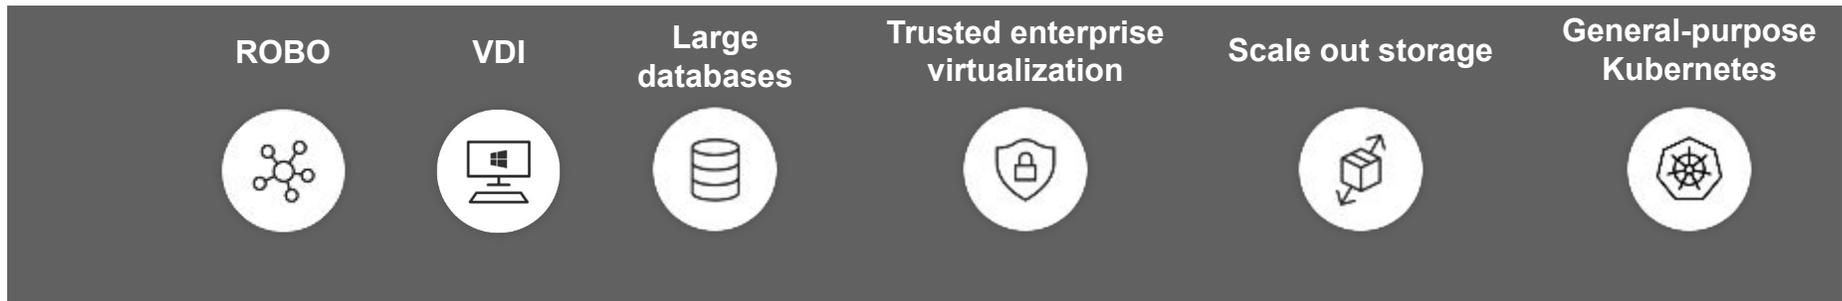 ROBO
VDI
Large
databases
Trusted enterprise
virtualization
Scale out storage
General-purpose
Kubernetes